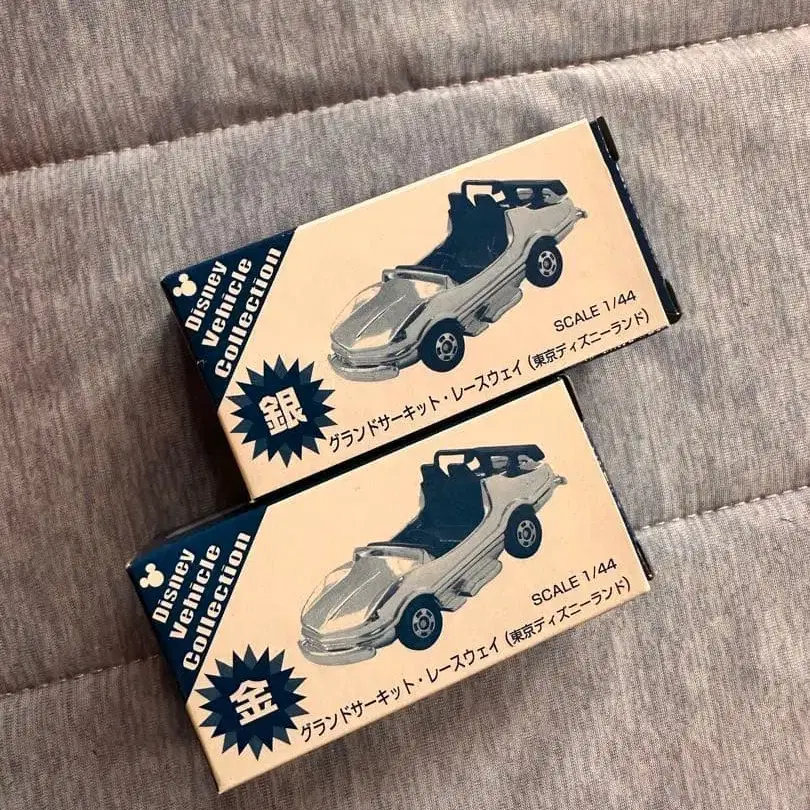 Disney
Vehicle
Collection
銀
SCALE 1/44
グランドサーキット・レースウェイ (東京ディズニーランド)
Disney
Vehicle
Collection
金
SCALE 1/44
グランドサーキット・レースウェイ (東京ディズニーランド)